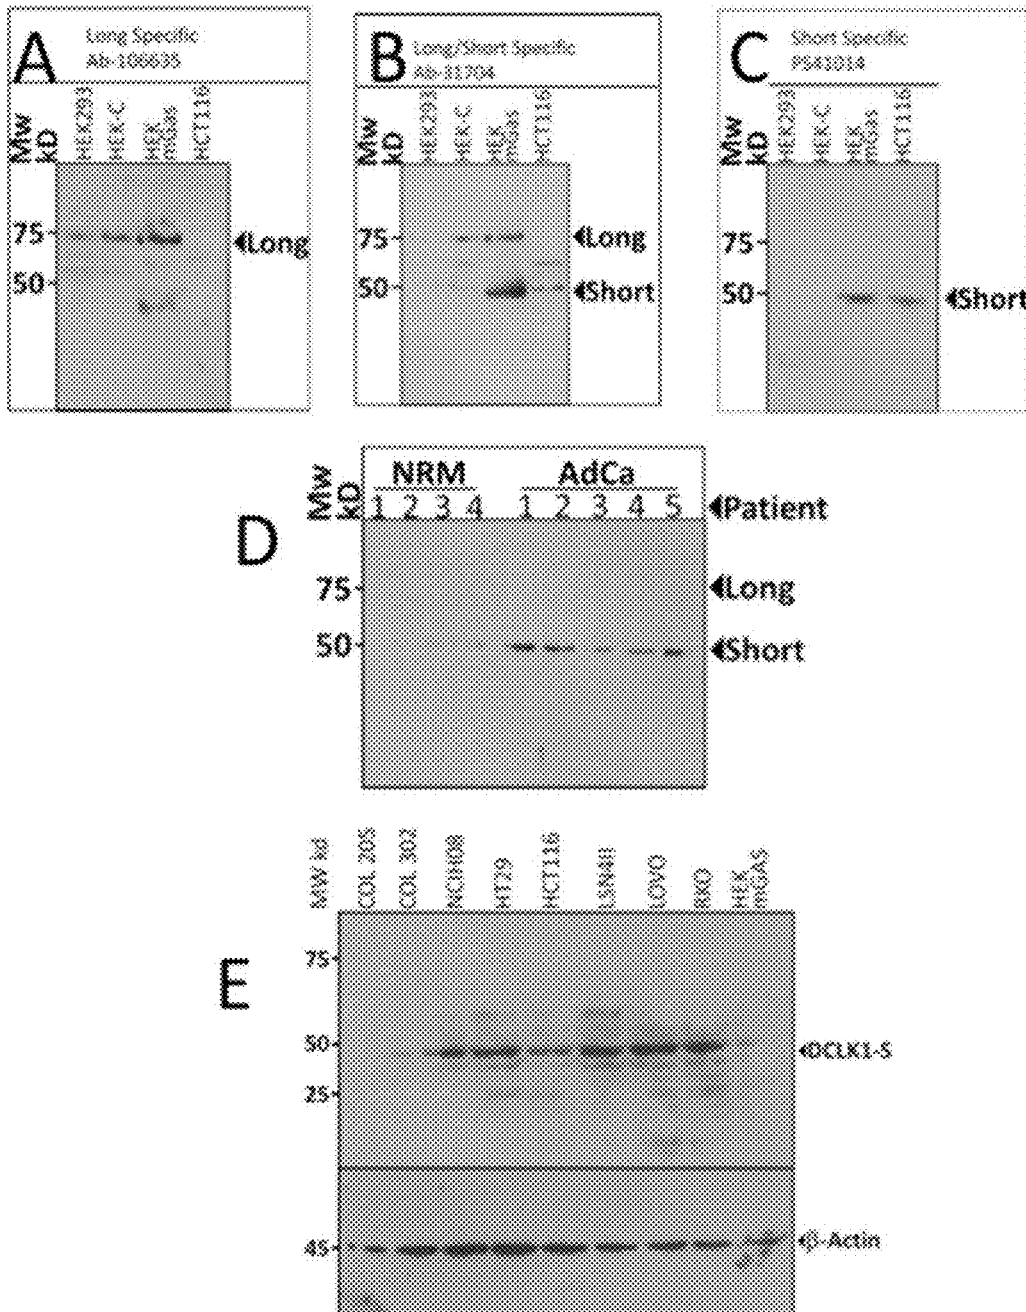 A
Long Specific
Ab-106635
Mw
kD
HEK293
HEK-C
HEK
mGas
HCT116
75
50
Long
B
Long/Short Specific
Ab-31704
Mw
kD
HEK293
HEK-C
HEK
mGas
HCT116
75
50
Long
Short
C
Short Specific
PS41014
Mw
kD
HEK293
HEK-C
HEK
mGas
HCT116
75
50
Short
D
Mw
kD
NRM
AdCa
1 2 3 4 1 2 3 4 5
Patient
75
50
Long
Short
E
MW kd
COL 205
COL 302
HT29
HCT116
LOVO
RKO
HEK
mGAS
75
50
25
DCLK1-S
45
β-Actin